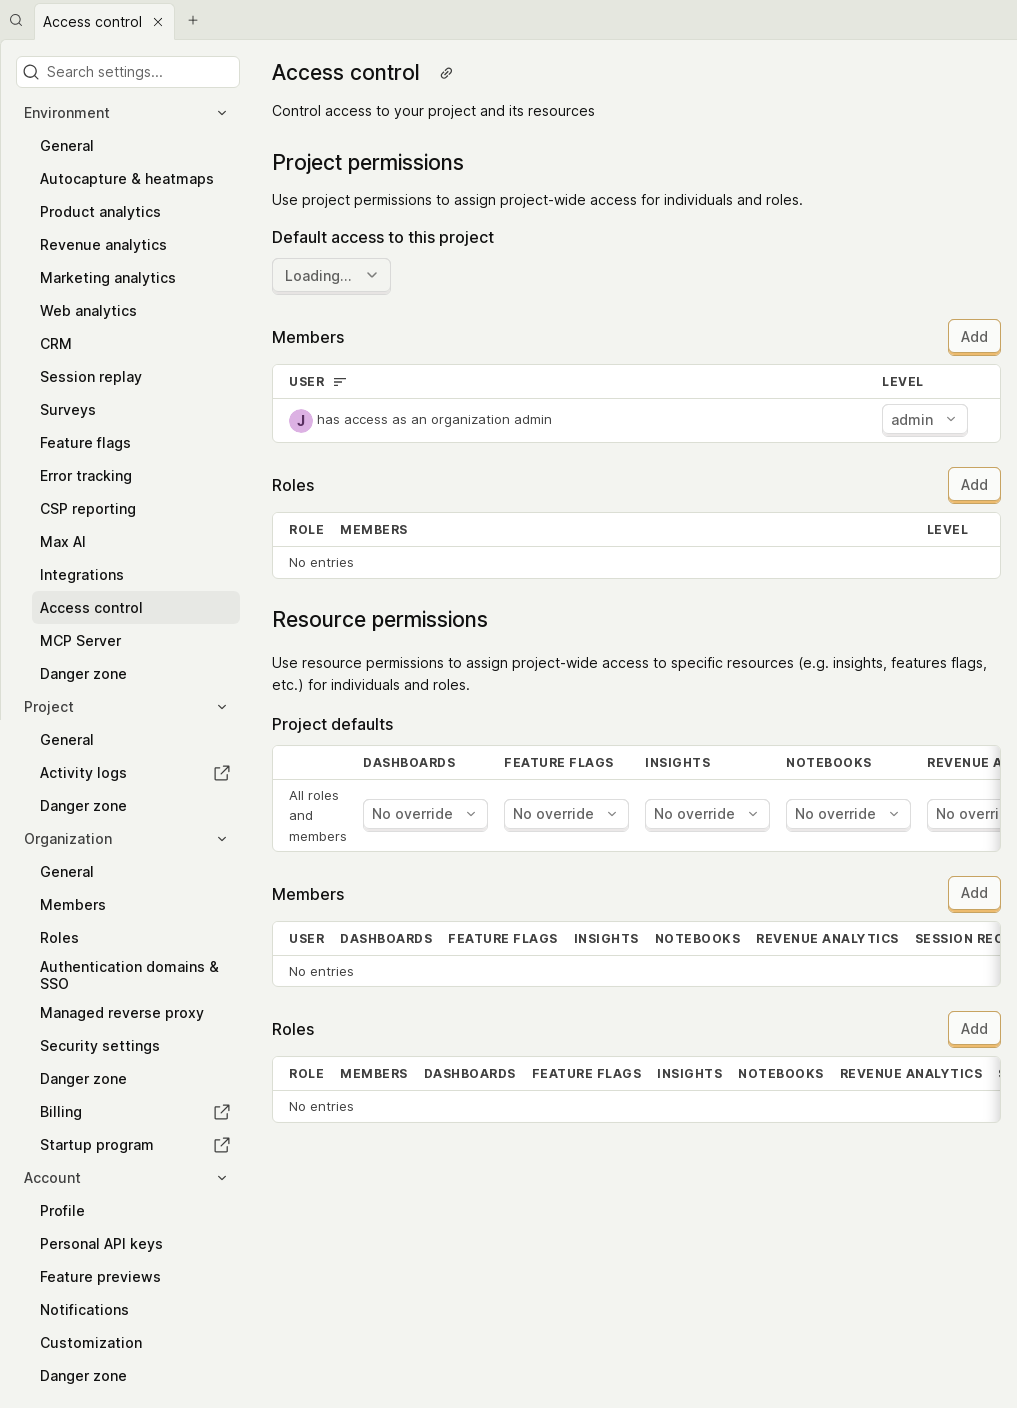 Access control
Search settings...
Environment
General
Autocapture & heatmaps
Product analytics
Revenue analytics
Marketing analytics
Web analytics
CRM
Session replay
Surveys
Feature flags
Error tracking
CSP reporting
Max AI
Integrations
Access control
MCP Server
Danger zone
Project
General
Activity logs
Danger zone
Organization
General
Members
Roles
Authentication domains &
SSO
Managed reverse proxy
Security settings
Danger zone
Billing
Startup program
Account
Profile
Personal API keys
Feature previews
Notifications
Customization
Danger zone
Access control
Control access to your project and its resources
Project permissions
Use project permissions to assign project-wide access for individuals and roles.
Default access to this project
Loading...
Members Add
USER LEVEL
J has access as an organization admin admin
Roles Add
ROLE MEMBERS LEVEL
No entries
Resource permissions
Use resource permissions to assign project-wide access to specific resources (e.g. insights, features flags,
etc.) for individuals and roles.
Project defaults
DASHBOARDS FEATURE FLAGS INSIGHTS NOTEBOOKS REVENUE A
All roles
and
members
No override No override No override No override No overri
Members Add
USER DASHBOARDS FEATURE FLAGS INSIGHTS NOTEBOOKS REVENUE ANALYTICS SESSION REC
No entries
Roles Add
ROLE MEMBERS DASHBOARDS FEATURE FLAGS INSIGHTS NOTEBOOKS REVENUE ANALYTICS
No entries